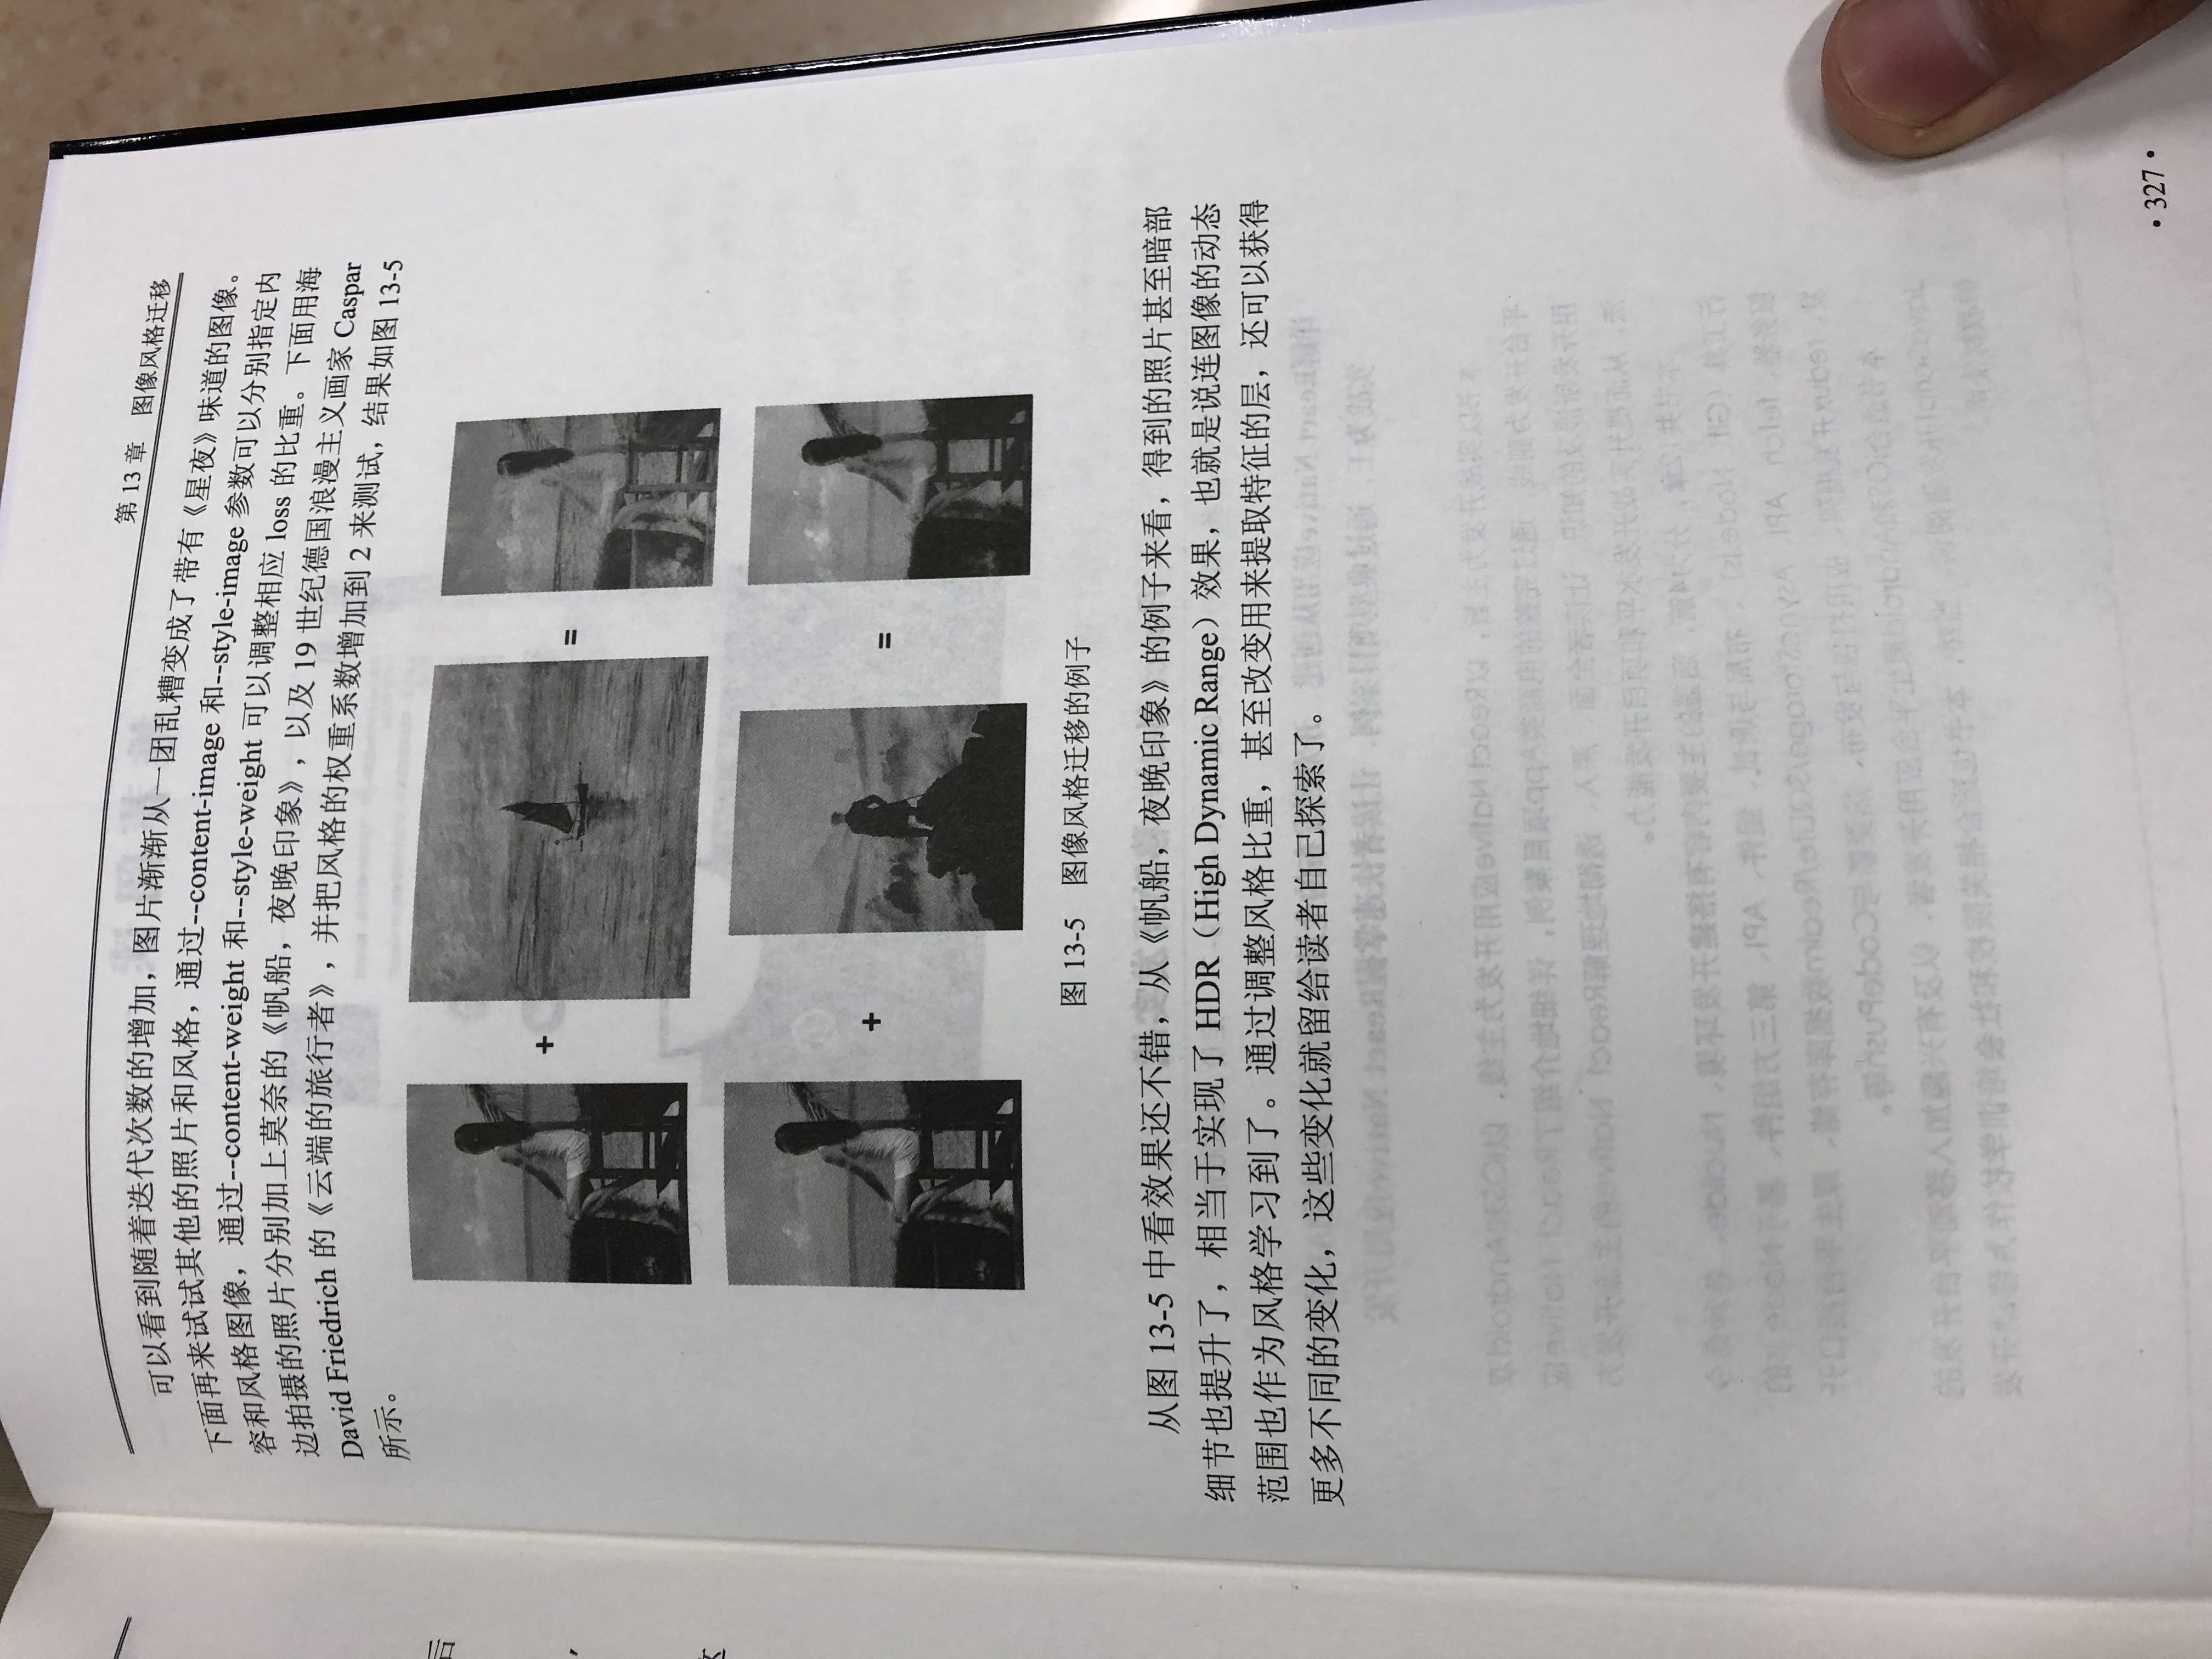 第 13 章 图像风格迁移
可以看到随着迭代次数的增加，图片渐渐从一团乱糟变成了带有《星夜》味道的图像。
下面再来试试其他的照片和风格，通过--content-image 和--style-image 参数可以分别指定内
容和风格图像，通过--content-weight 和--style-weight 可以调整相应 loss 的比重。下面用海
边拍摄的照片分别加上莫奈的《帆船，夜晚印象》，以及 19 世纪德国浪漫主义画家 Caspar
David Friedrich 的《云端的旅行者》，并把风格的权重系数增加到 2 来测试，结果如图 13-5
所示。
+
=
+
=
图 13-5 图像风格迁移的例子
从图 13-5 中看效果还不错，从《帆船，夜晚印象》的例子来看，得到的照片甚至暗部
细节也提升了，相当于实现了 HDR（High Dynamic Range）效果，也就是说连图像的动态
范围也作为风格学习到了。通过调整风格比重，甚至改变用来提取特征的层，还可以获得
更多不同的变化，这些变化就留给读者自己探索了。
·327·